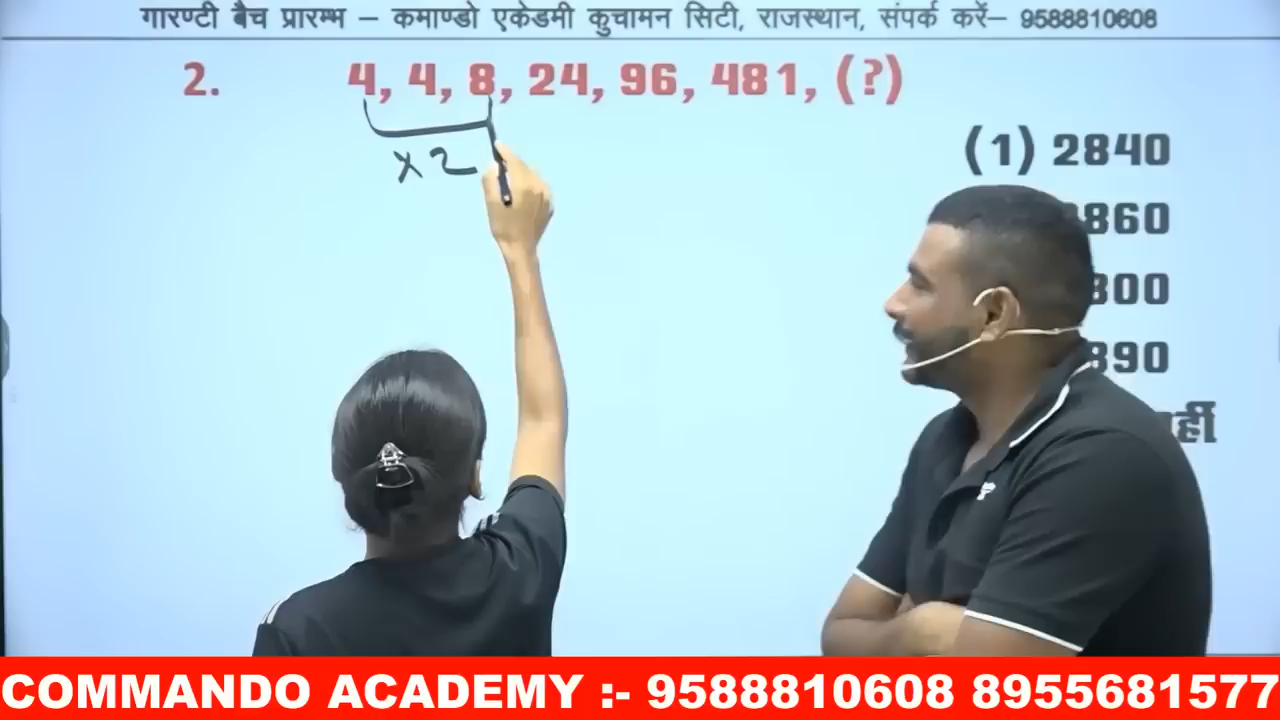 गारण्टी बैच प्रारम्भ – कमाण्डो एकेडमी कुचामन सिटी, राजस्थान, संपर्क करें– 9588810608
2. 4, 4, 8, 24, 96, 481, (?)
(1) 2840
×2
860
800
890
COMMANDO ACADEMY :- 9588810608 8955681577